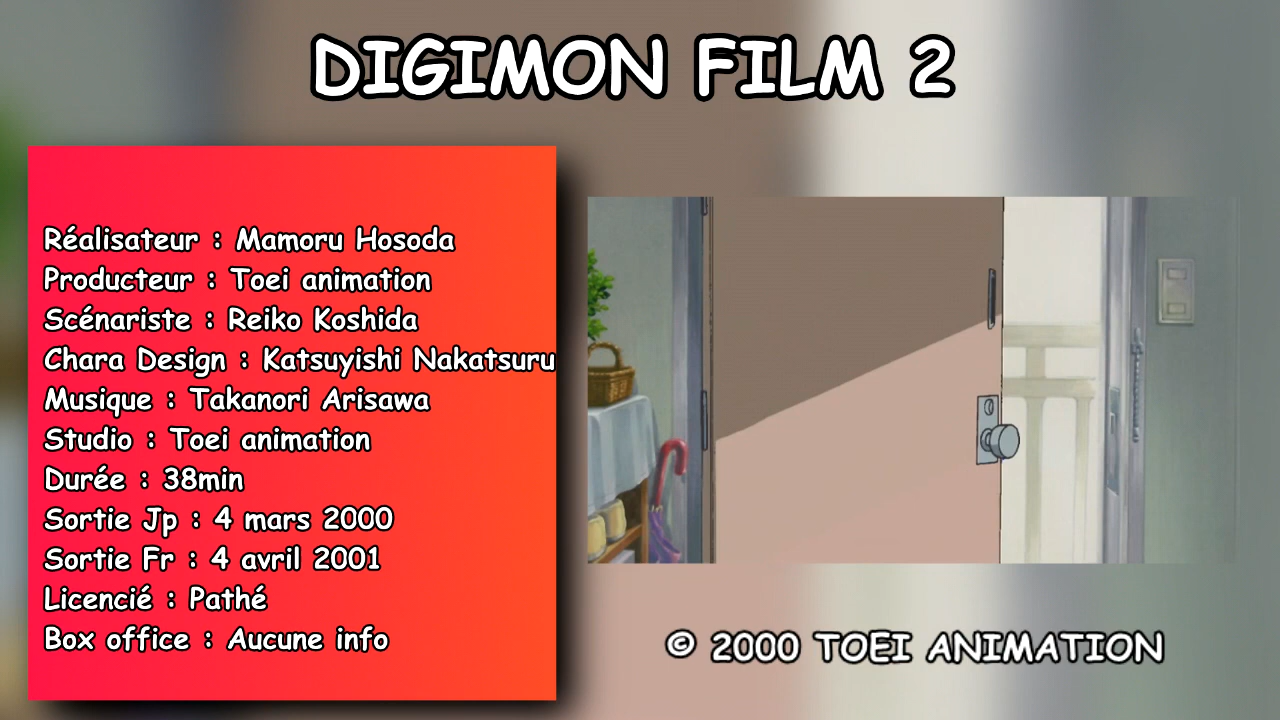 DIGIMON FILM 2
Réalisateur : Mamoru Hosoda
Producteur : Toei animation
Scénariste : Reiko Koshida
Chara Design : Katsuyishi Nakatsuru
Musique : Takanori Arisawa
Studio : Toei animation
Durée : 38min
Sortie Jp : 4 mars 2000
Sortie Fr : 4 avril 2001
Licencié : Pathé
Box office : Aucune info
© 2000 TOEI ANIMATION